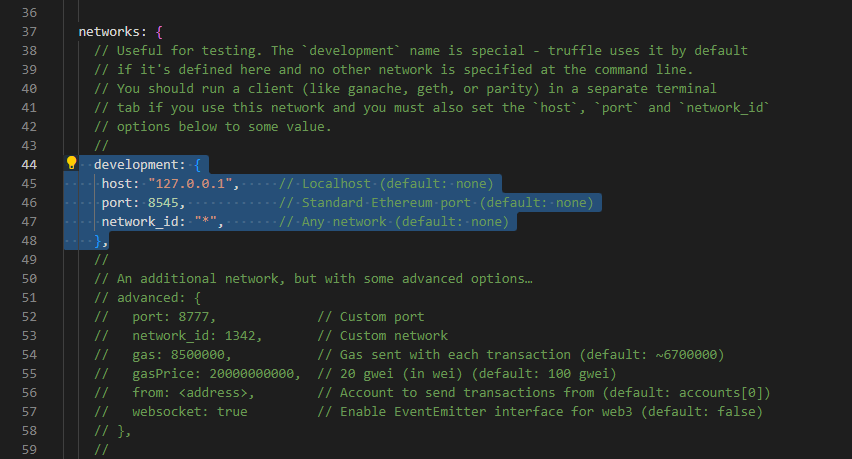 36
37 networks: {
38 // Useful for testing. The `development` name is special - truffle uses it by default
39 // if it's defined here and no other network is specified at the command line.
40 // You should run a client (like ganache, geth, or parity) in a separate terminal
41 // tab if you use this network and you must also set the `host`, `port` and `network_id`
42 // options below to some value.
43 //
44 development: {
45 host: "127.0.0.1", // Localhost (default: none)
46 port: 8545, // Standard Ethereum port (default: none)
47 network_id: "*", // Any network (default: none)
48 },
49 //
50 // An additional network, but with some advanced options…
51 // advanced: {
52 // port: 8777, // Custom port
53 // network_id: 1342, // Custom network
54 // gas: 8500000, // Gas sent with each transaction (default: ~6700000)
55 // gasPrice: 20000000000, // 20 gwei (in wei) (default: 100 gwei)
56 // from: <address>, // Account to send transactions from (default: accounts[0])
57 // websocket: true // Enable EventEmitter interface for web3 (default: false)
58 // },
59 //